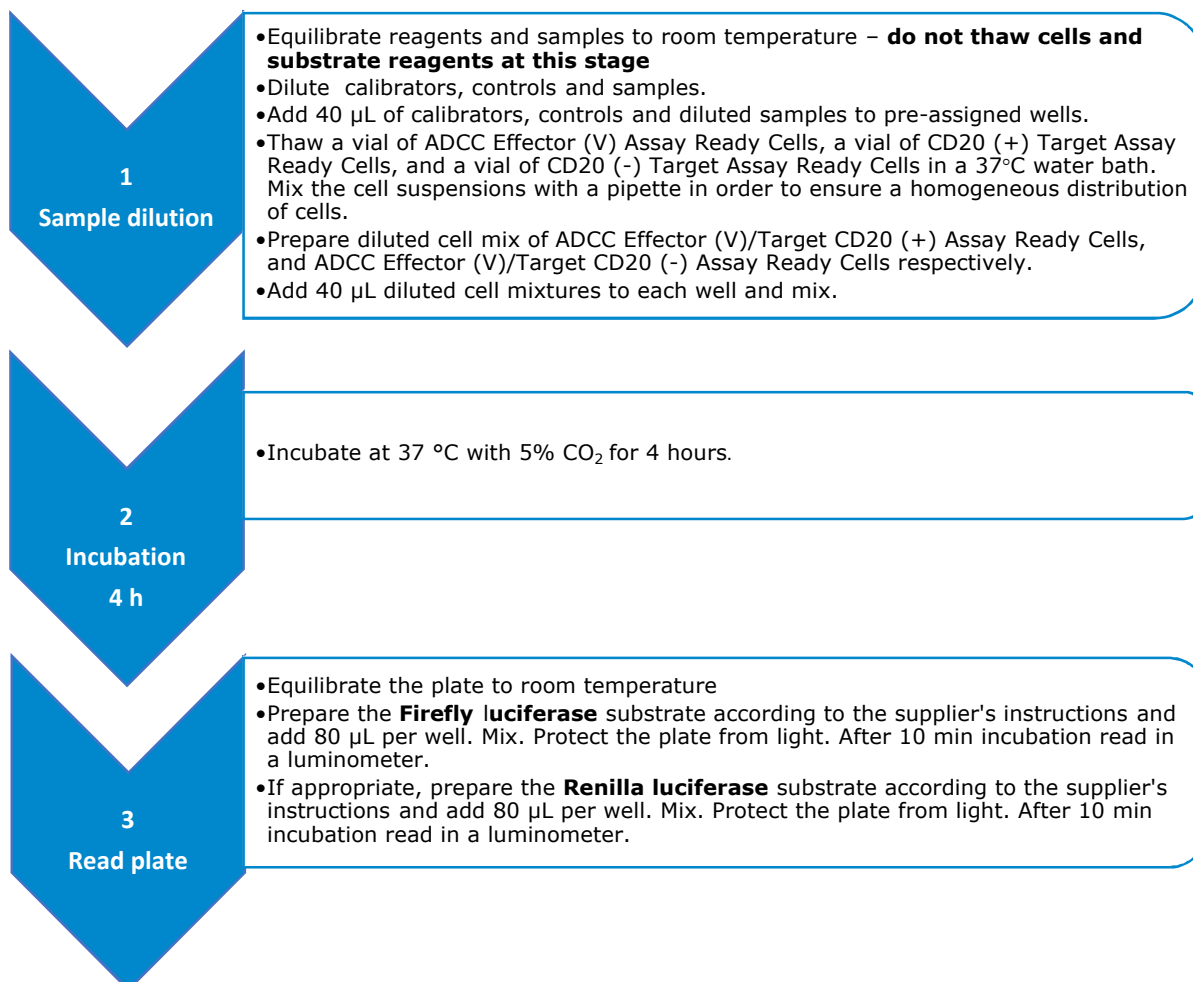 1
Sample dilution
•Equilibrate reagents and samples to room temperature – do not thaw cells and
substrate reagents at this stage
•Dilute  calibrators, controls and samples.
•Add 40 µL of calibrators, controls and diluted samples to pre-assigned wells.
•Thaw a vial of ADCC Effector (V) Assay Ready Cells, a vial of CD20 (+) Target Assay
Ready Cells, and a vial of CD20 (-) Target Assay Ready Cells in a 37°C water bath.
Mix the cell suspensions with a pipette in order to ensure a homogeneous distribution
of cells.
•Prepare diluted cell mix of ADCC Effector (V)/Target CD20 (+) Assay Ready Cells,
and ADCC Effector (V)/Target CD20 (-) Assay Ready Cells respectively.
•Add 40 µL diluted cell mixtures to each well and mix.
2
Incubation
4 h
•Incubate at 37 °C with 5% CO₂ for 4 hours.
3
Read plate
•Equilibrate the plate to room temperature
•Prepare the Firefly luciferase substrate according to the supplier's instructions and
add 80 µL per well. Mix. Protect the plate from light. After 10 min incubation read in
a luminometer.
•If appropriate, prepare the Renilla luciferase substrate according to the supplier's
instructions and add 80 µL per well. Mix. Protect the plate from light. After 10 min
incubation read in a luminometer.